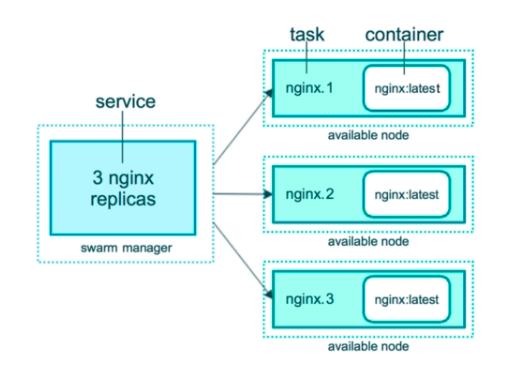 task
container
nginx.1
nginx:latest
available node
service
3 nginx
replicas
swarm manager
nginx.2
nginx:latest
available node
nginx.3
nginx:latest
available node